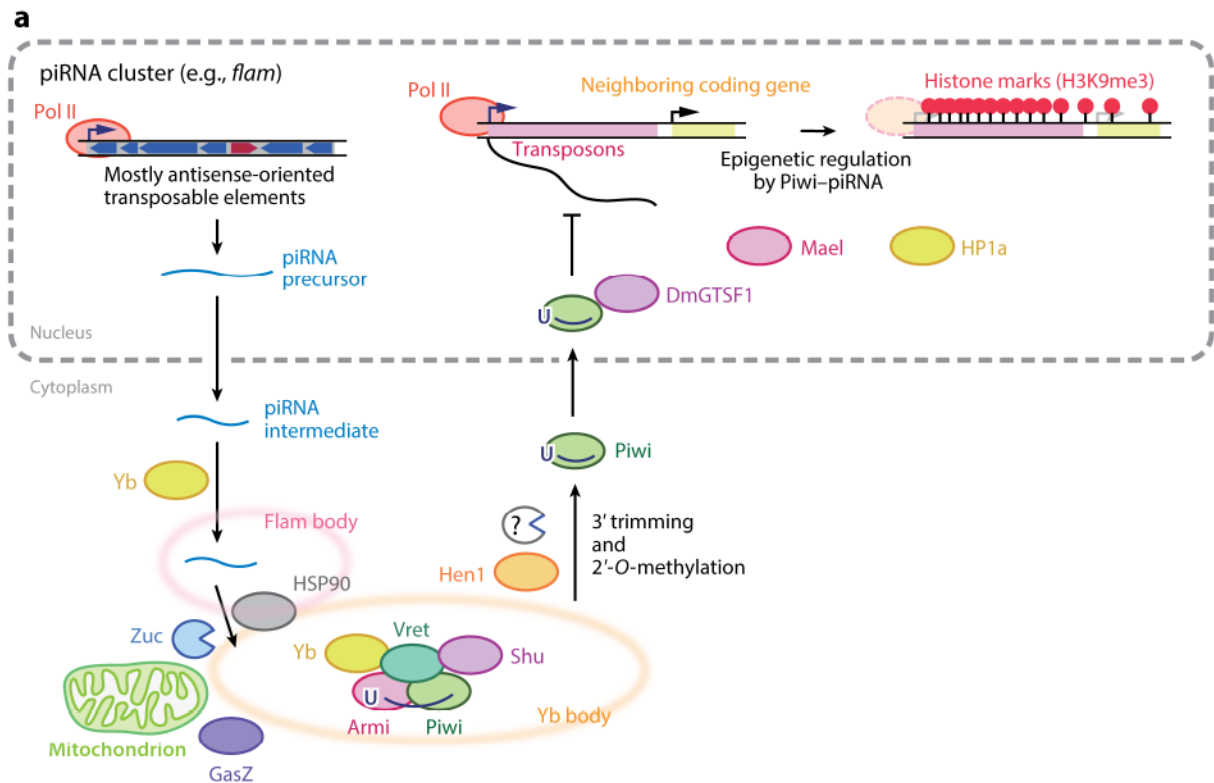 a
piRNA cluster (e.g., flam)
Pol II
Mostly antisense-oriented
transposable elements
piRNA
precursor
Nucleus
Cytoplasm
piRNA
intermediate
Yb
Flam body
HSP90
Zuc
Mitochondrion
GasZ
Yb
Vret
Shu
U
Armi
Piwi
Yb body
Hen1
?
3′ trimming
and
2′-O-methylation
U
Piwi
U
DmGTSF1
Pol II
Neighboring coding gene
Transposons
Epigenetic regulation
by Piwi–piRNA
Histone marks (H3K9me3)
Mael
HP1a